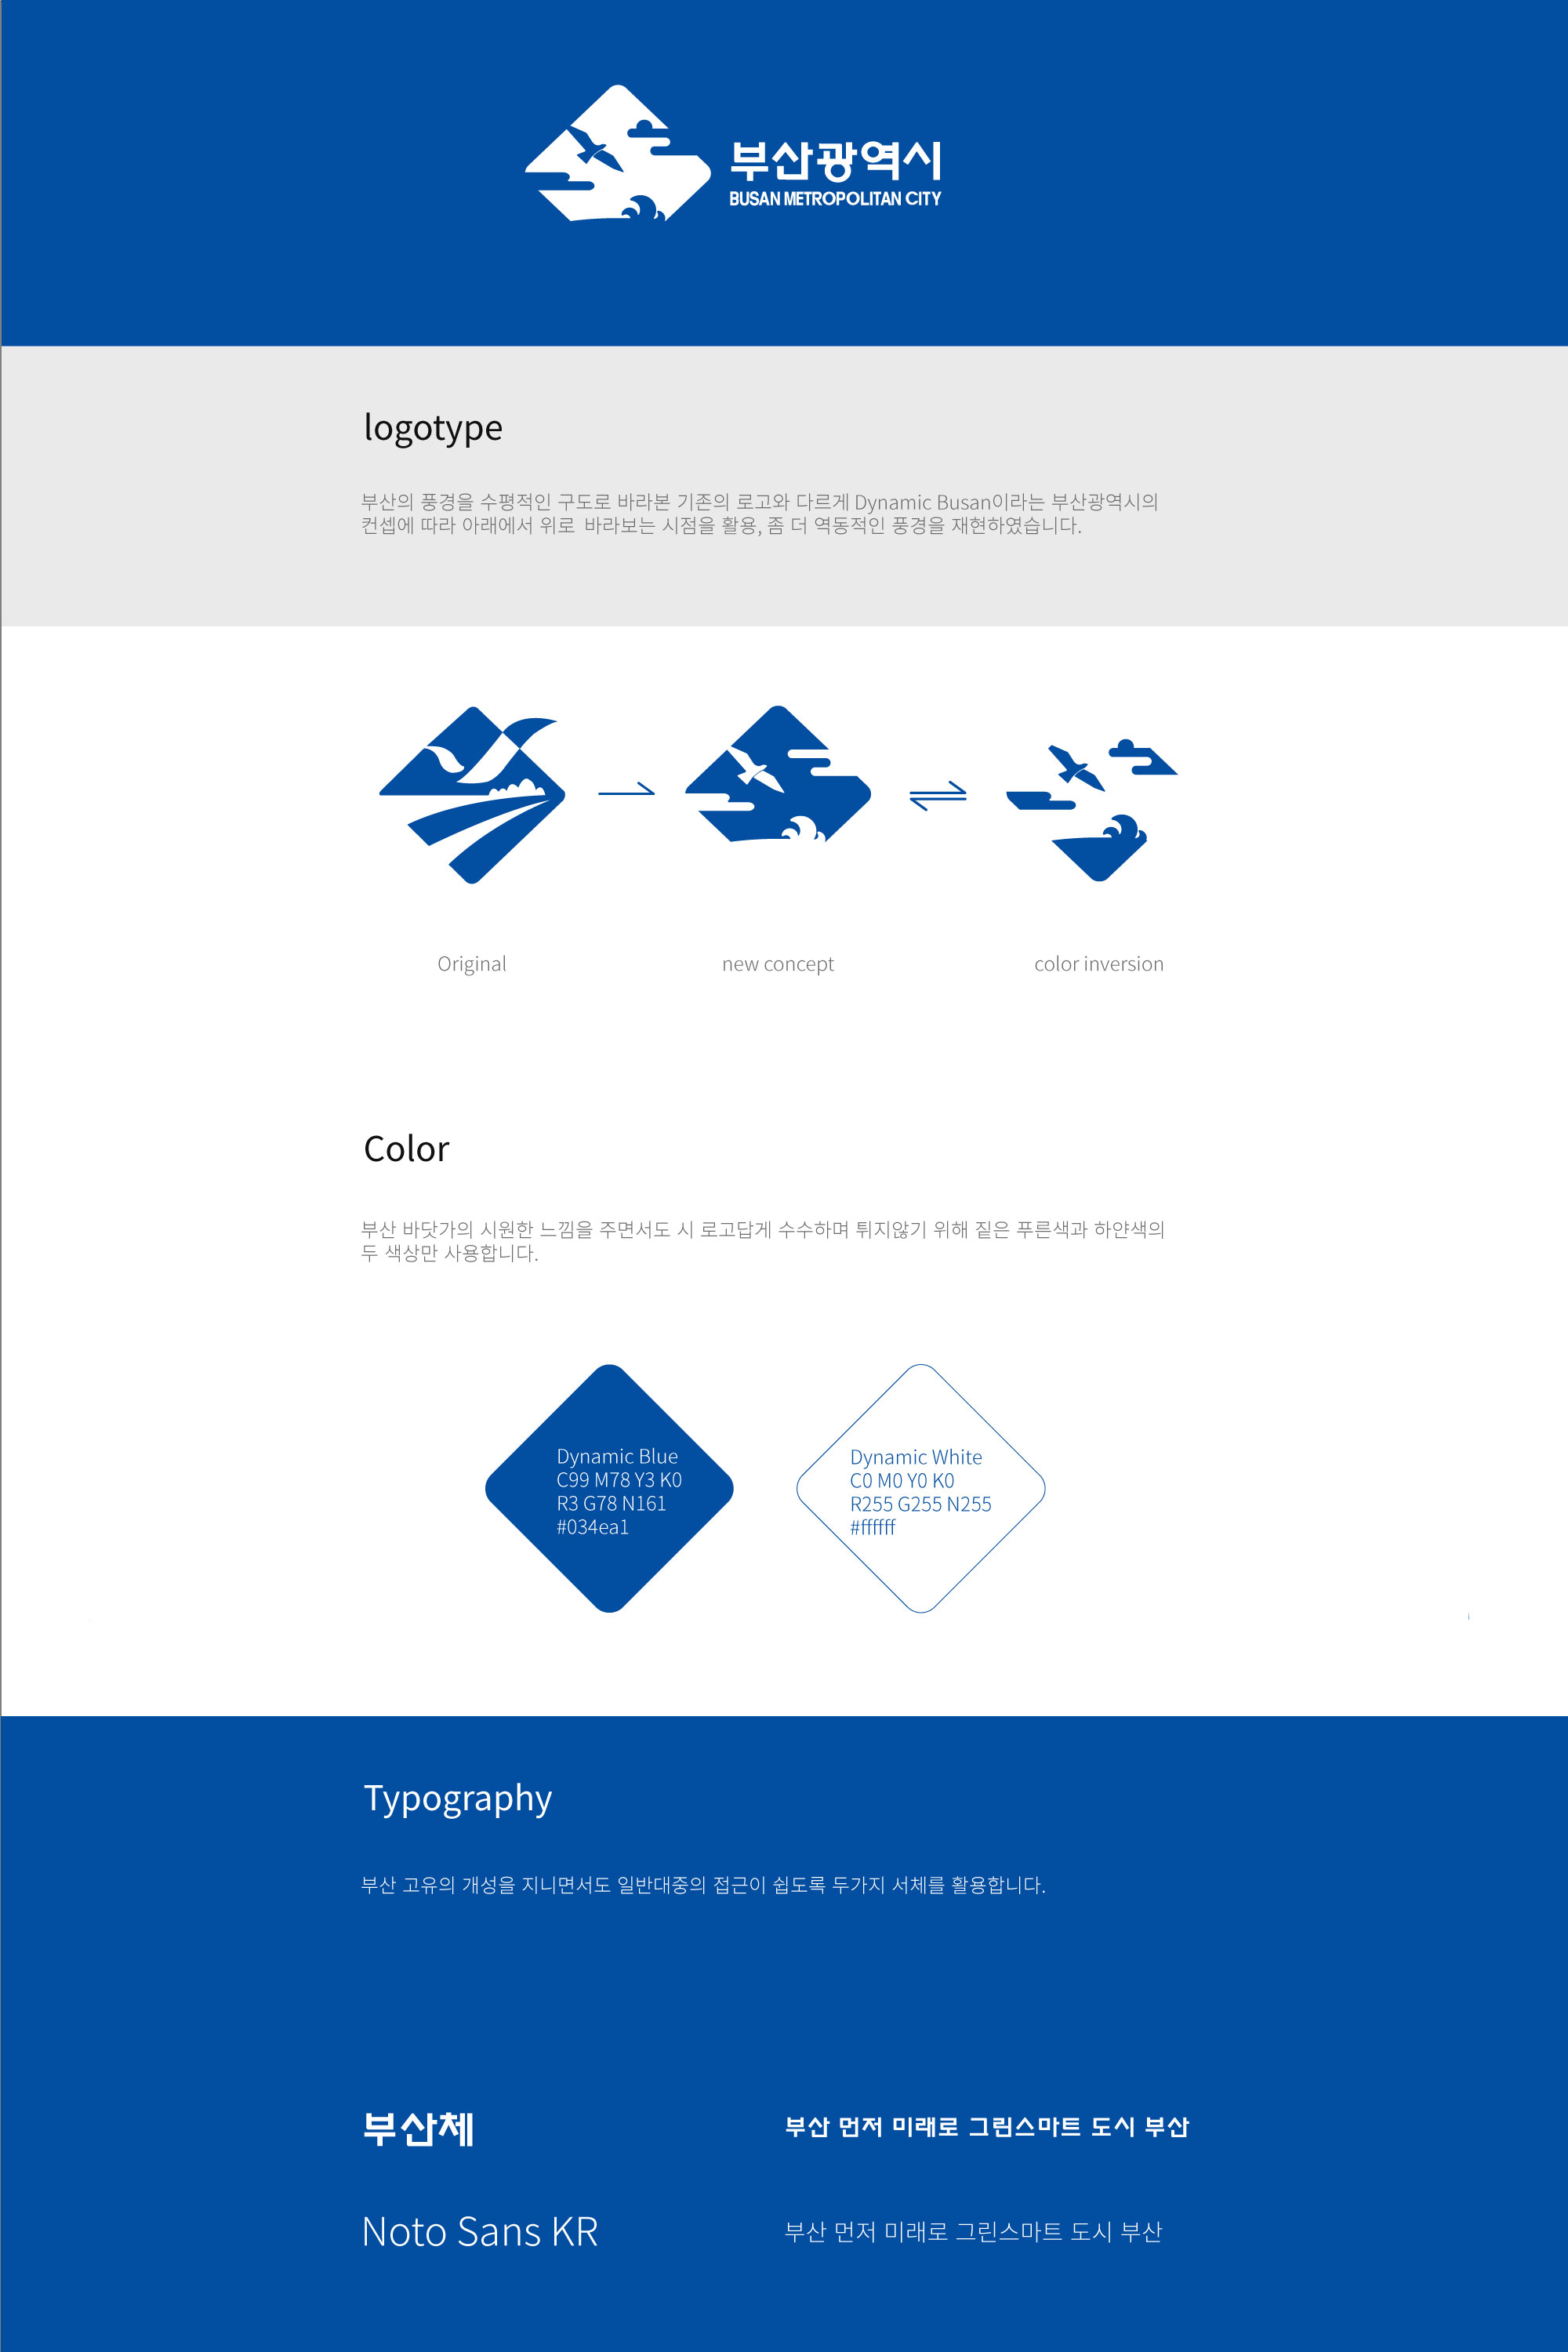 부산광역시
BUSAN METROPOLITAN CITY
logotype
부산의 풍경을 수평적인 구도로 바라본 기존의 로고와 다르게 Dynamic Busan이라는 부산광역시의
컨셉에 따라 아래에서 위로 바라보는 시점을 활용, 좀 더 역동적인 풍경을 재현하였습니다.
Original
new concept
color inversion
Color
부산 바닷가의 시원한 느낌을 주면서도 시 로고답게 수수하며 튀지않기 위해 짙은 푸른색과 하얀색의
두 색상만 사용합니다.
Dynamic Blue
C99 M78 Y3 K0
R3 G78 N161
#034ea1
Dynamic White
C0 M0 Y0 K0
R255 G255 N255
#ffffff
Typography
부산 고유의 개성을 지니면서도 일반대중의 접근이 쉽도록 두가지 서체를 활용합니다.
부산체
부산 먼저 미래로 그린스마트 도시 부산
Noto Sans KR
부산 먼저 미래로 그린스마트 도시 부산